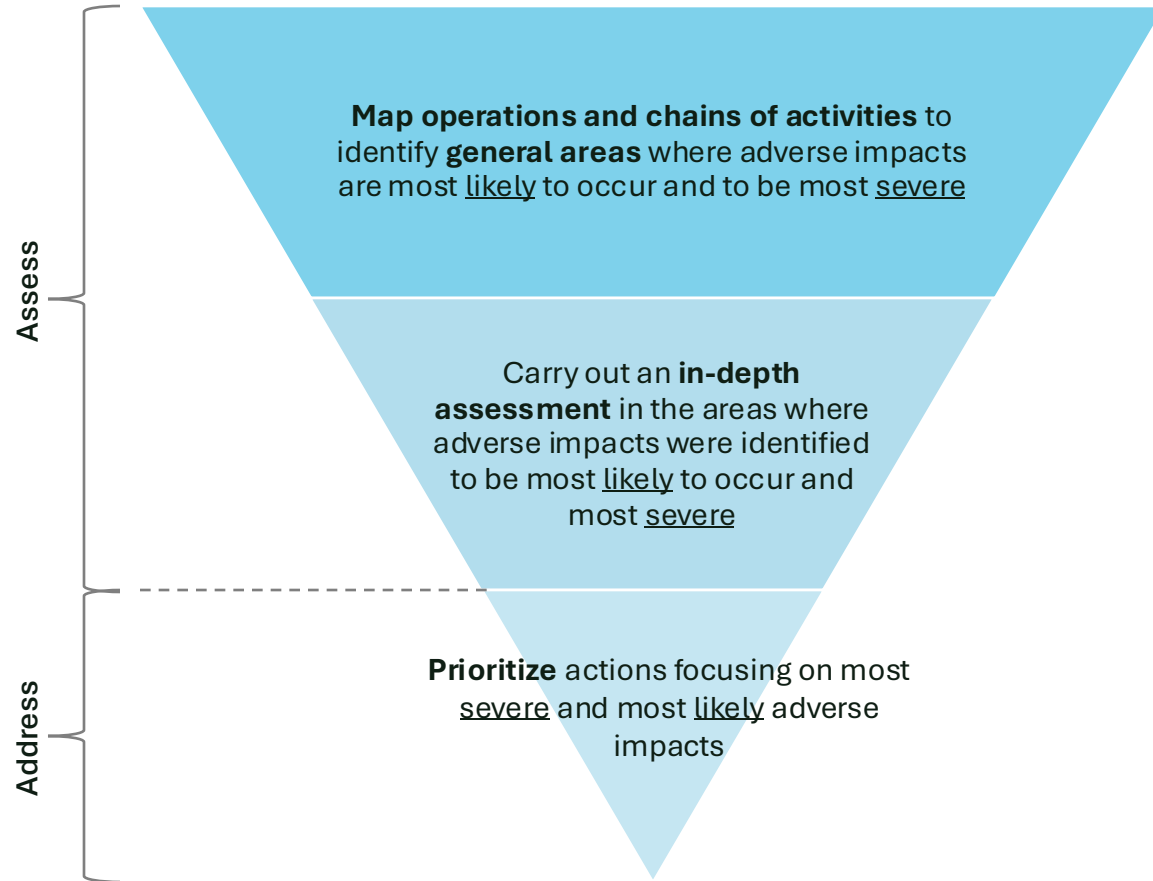 Assess
Map operations and chains of activities to
identify general areas where adverse impacts
are most likely to occur and to be most severe
Carry out an in-depth
assessment in the areas where
adverse impacts were identified
to be most likely to occur and
most severe
Address
Prioritize actions focusing on most
severe and most likely adverse
impacts